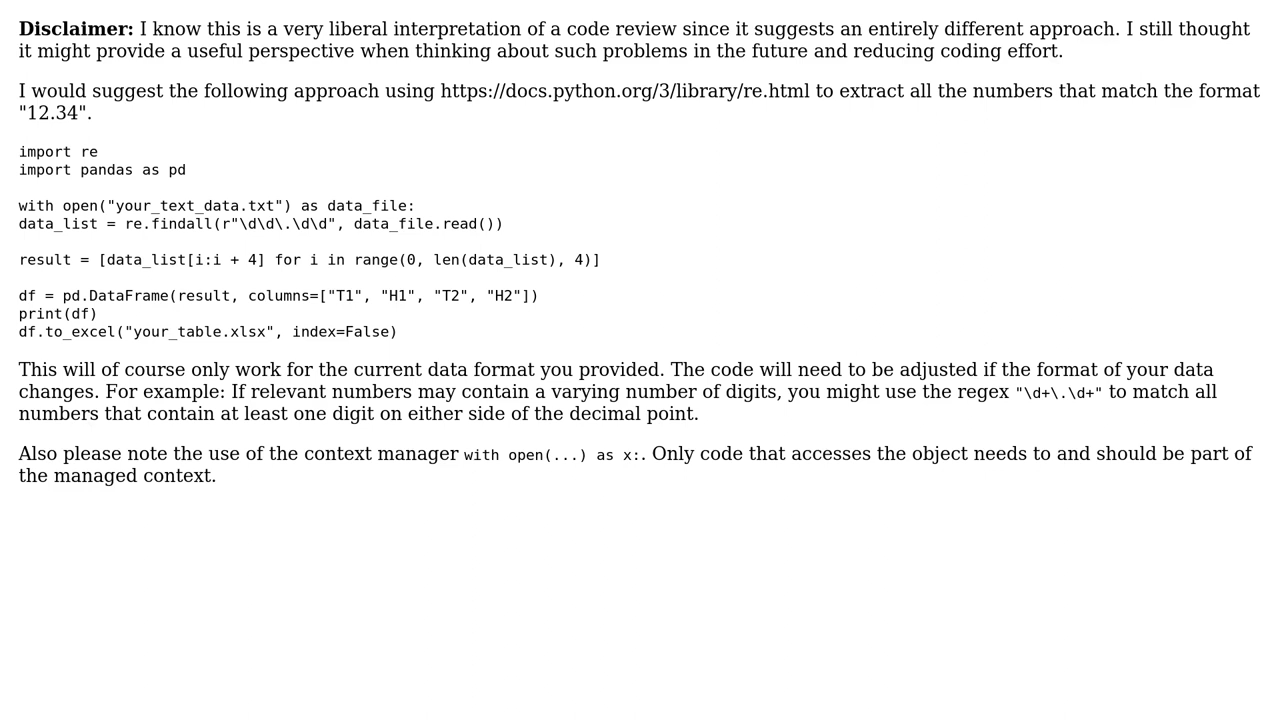 Disclaimer: I know this is a very liberal interpretation of a code review since it suggests an entirely different approach. I still thought
it might provide a useful perspective when thinking about such problems in the future and reducing coding effort.
I would suggest the following approach using https://docs.python.org/3/library/re.html to extract all the numbers that match the format
"12.34".
import re
import pandas as pd
with open("your_text_data.txt") as data_file:
data_list = re.findall(r"\d\d\.\d\d", data_file.read())
result = [data_list[i:i + 4] for i in range(0, len(data_list), 4)]
df = pd.DataFrame(result, columns=["T1", "H1", "T2", "H2"])
print(df)
df.to_excel("your_table.xlsx", index=False)
This will of course only work for the current data format you provided. The code will need to be adjusted if the format of your data
changes. For example: If relevant numbers may contain a varying number of digits, you might use the regex "\d+\.\d+" to match all
numbers that contain at least one digit on either side of the decimal point.
Also please note the use of the context manager with open(...) as x:. Only code that accesses the object needs to and should be part of
the managed context.